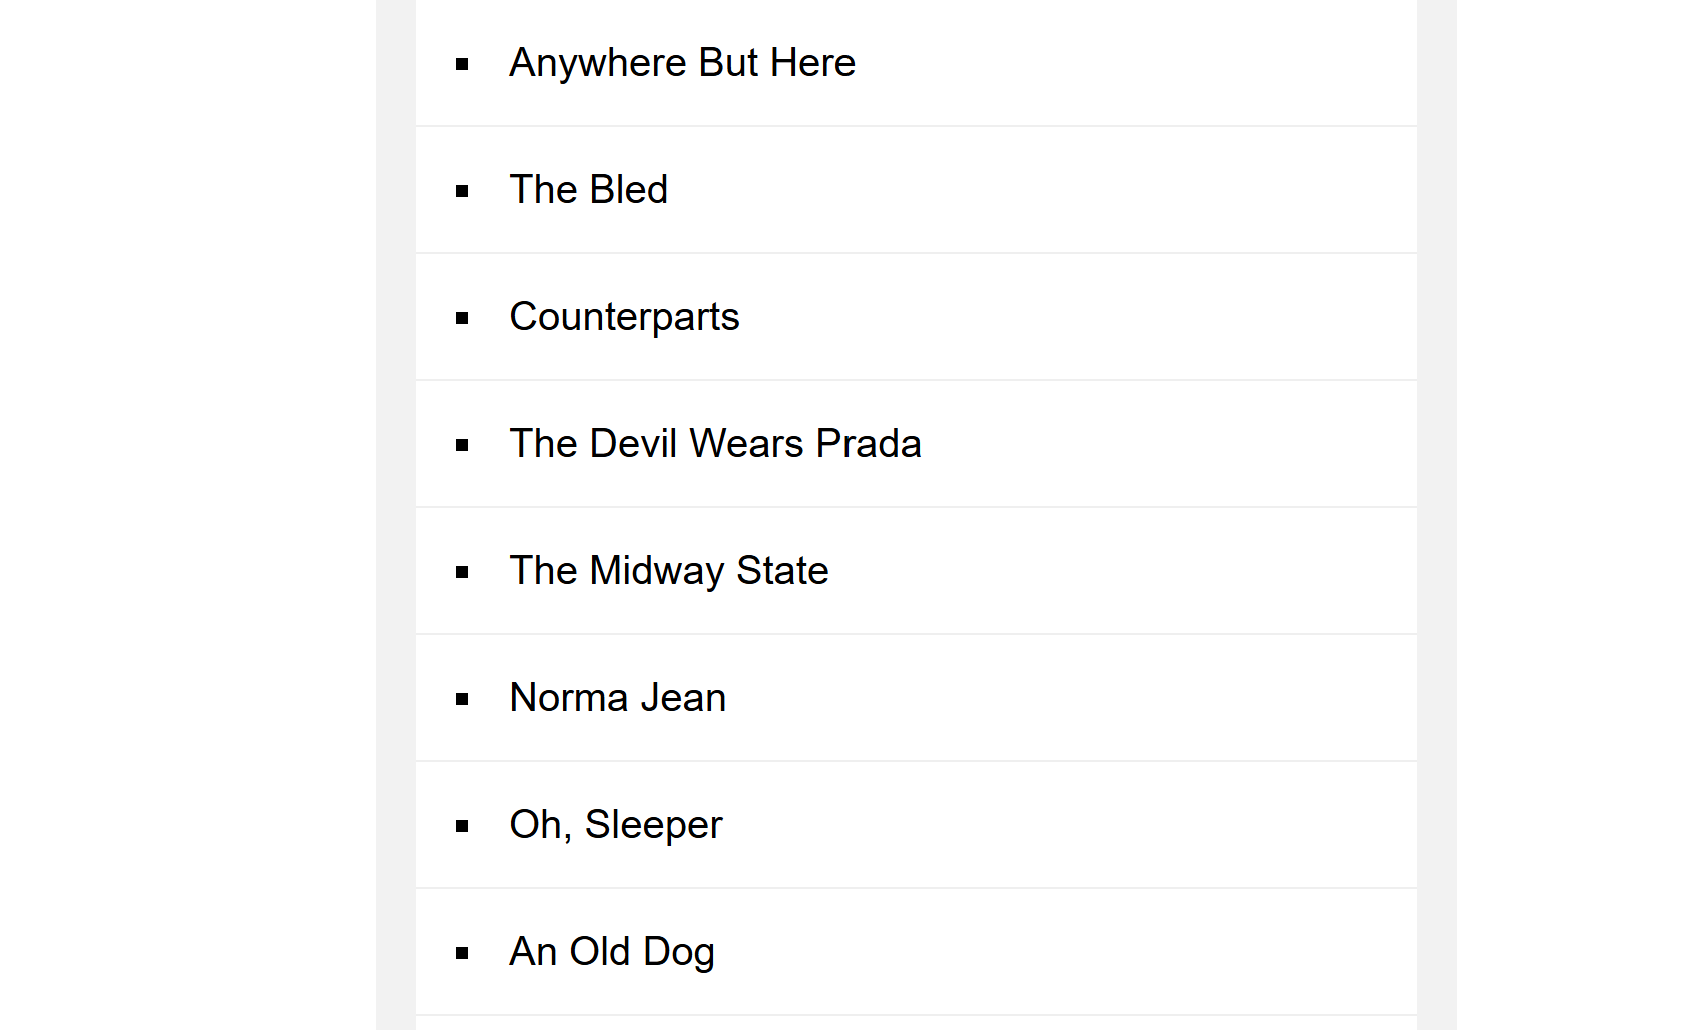 Anywhere But Here
The Bled
Counterparts
The Devil Wears Prada
The Midway State
Norma Jean
Oh, Sleeper
An Old Dog